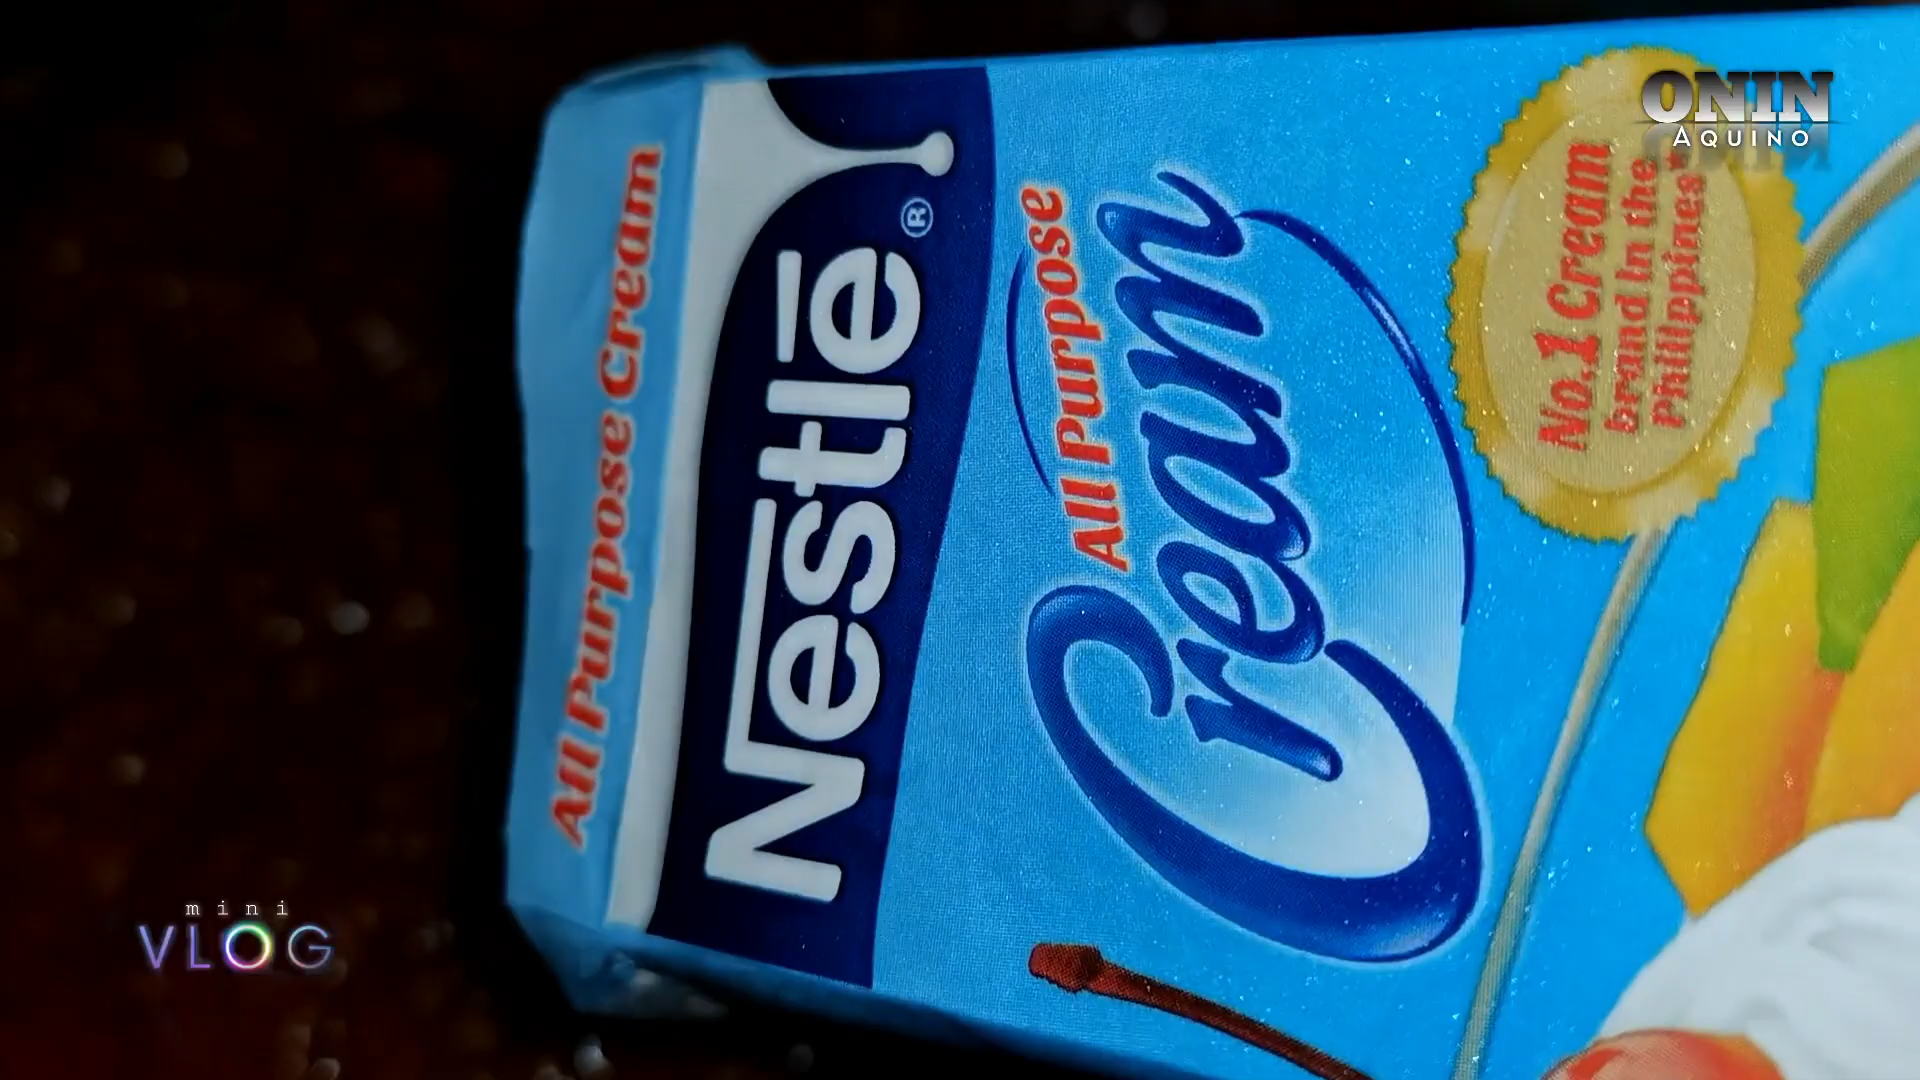 All Purpose Cream
Nestlé®
All Purpose
Cream
No.1 Cream
brand in the
Philippines*
ONIN
AQUINO
mini
VLOG